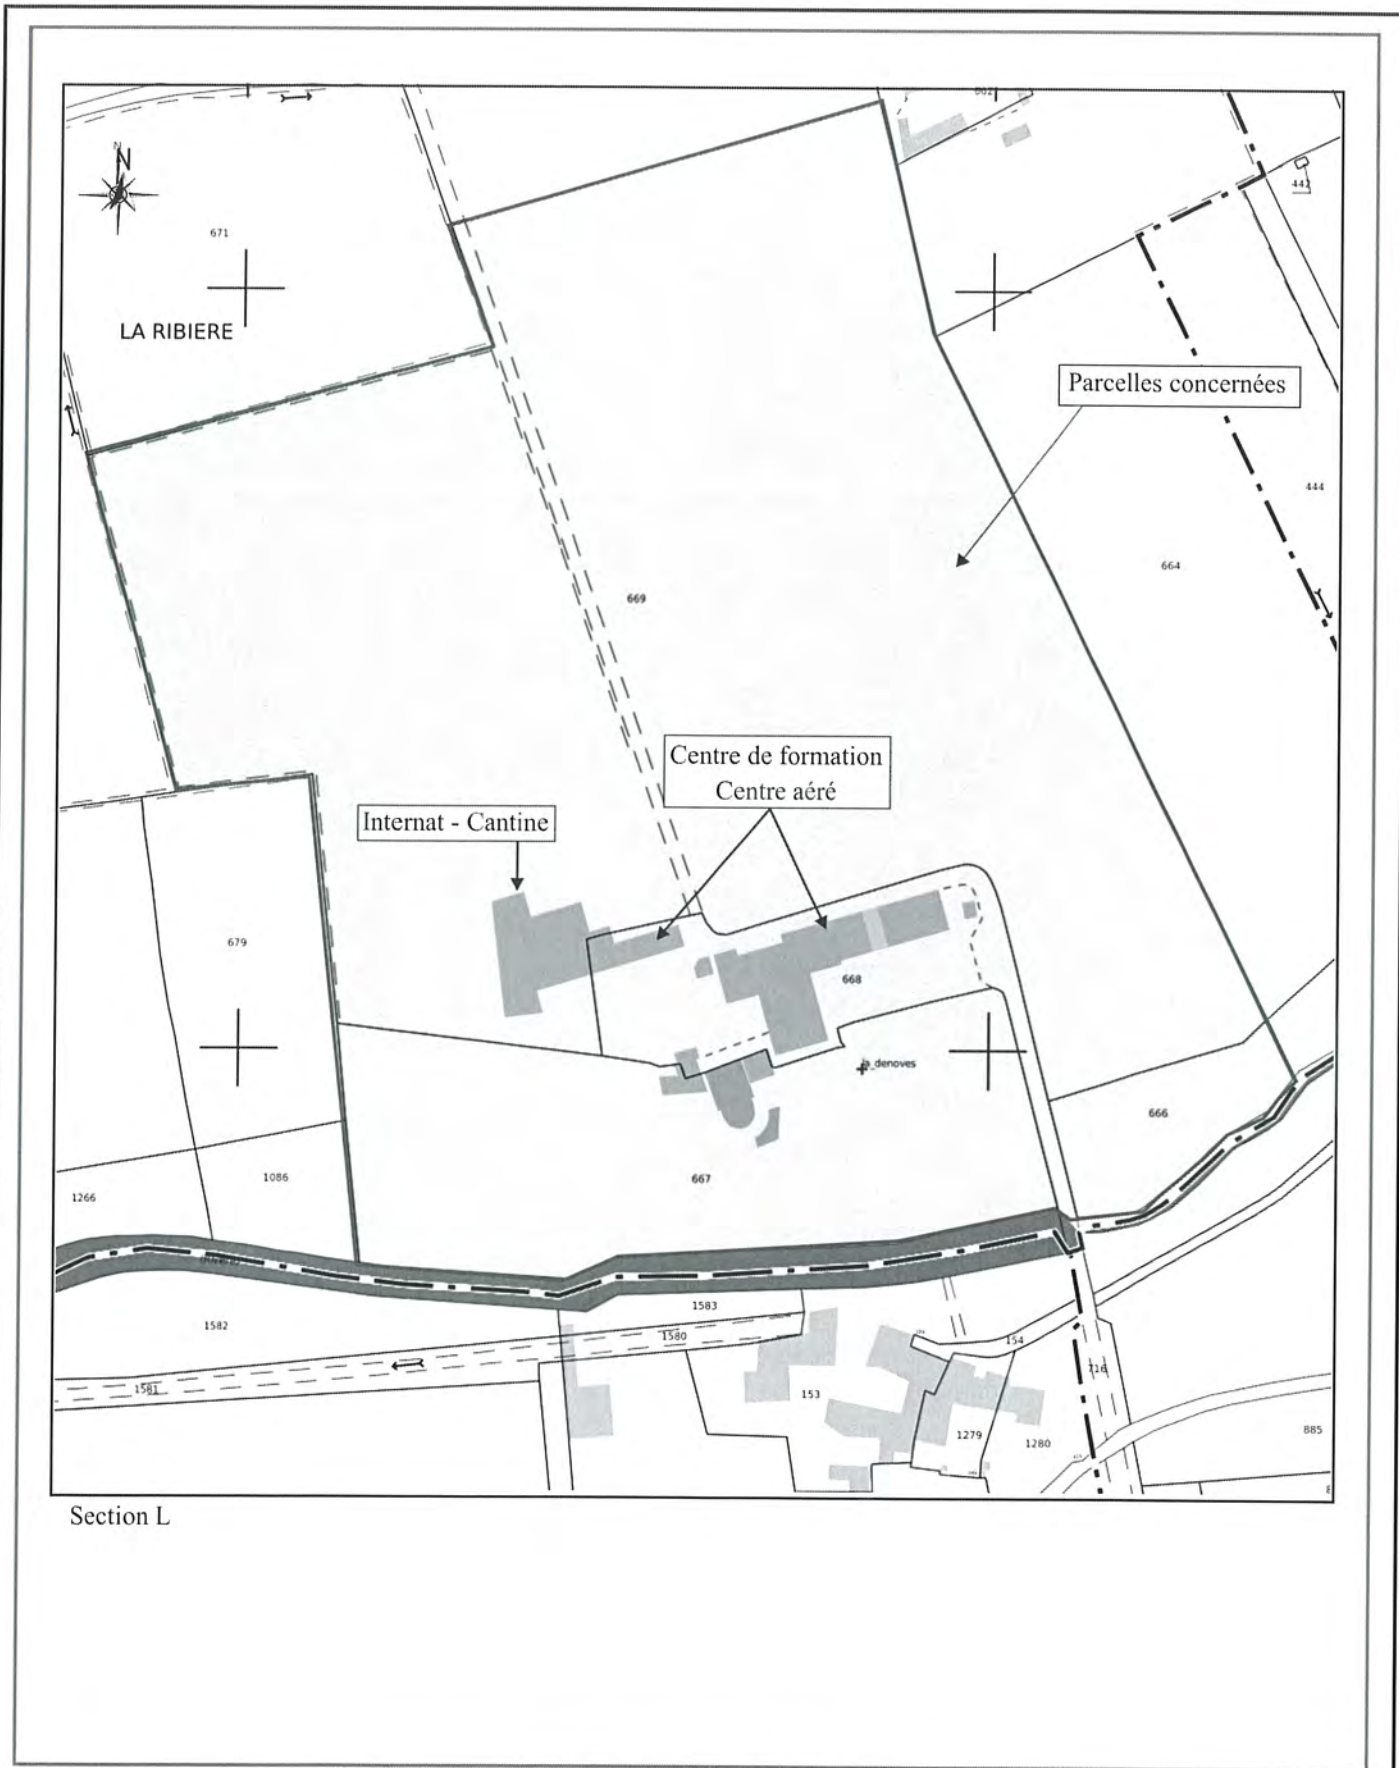 N
N
442
671
LA RIBIERE
Parcelles concernées
444
664
669
Centre de formation
Centre aéré
Internat - Cantine
679
668
la_denoves
666
1086
667
1266
1583
1582
1580
154
716
1581
153
1279
1280
885
Section L